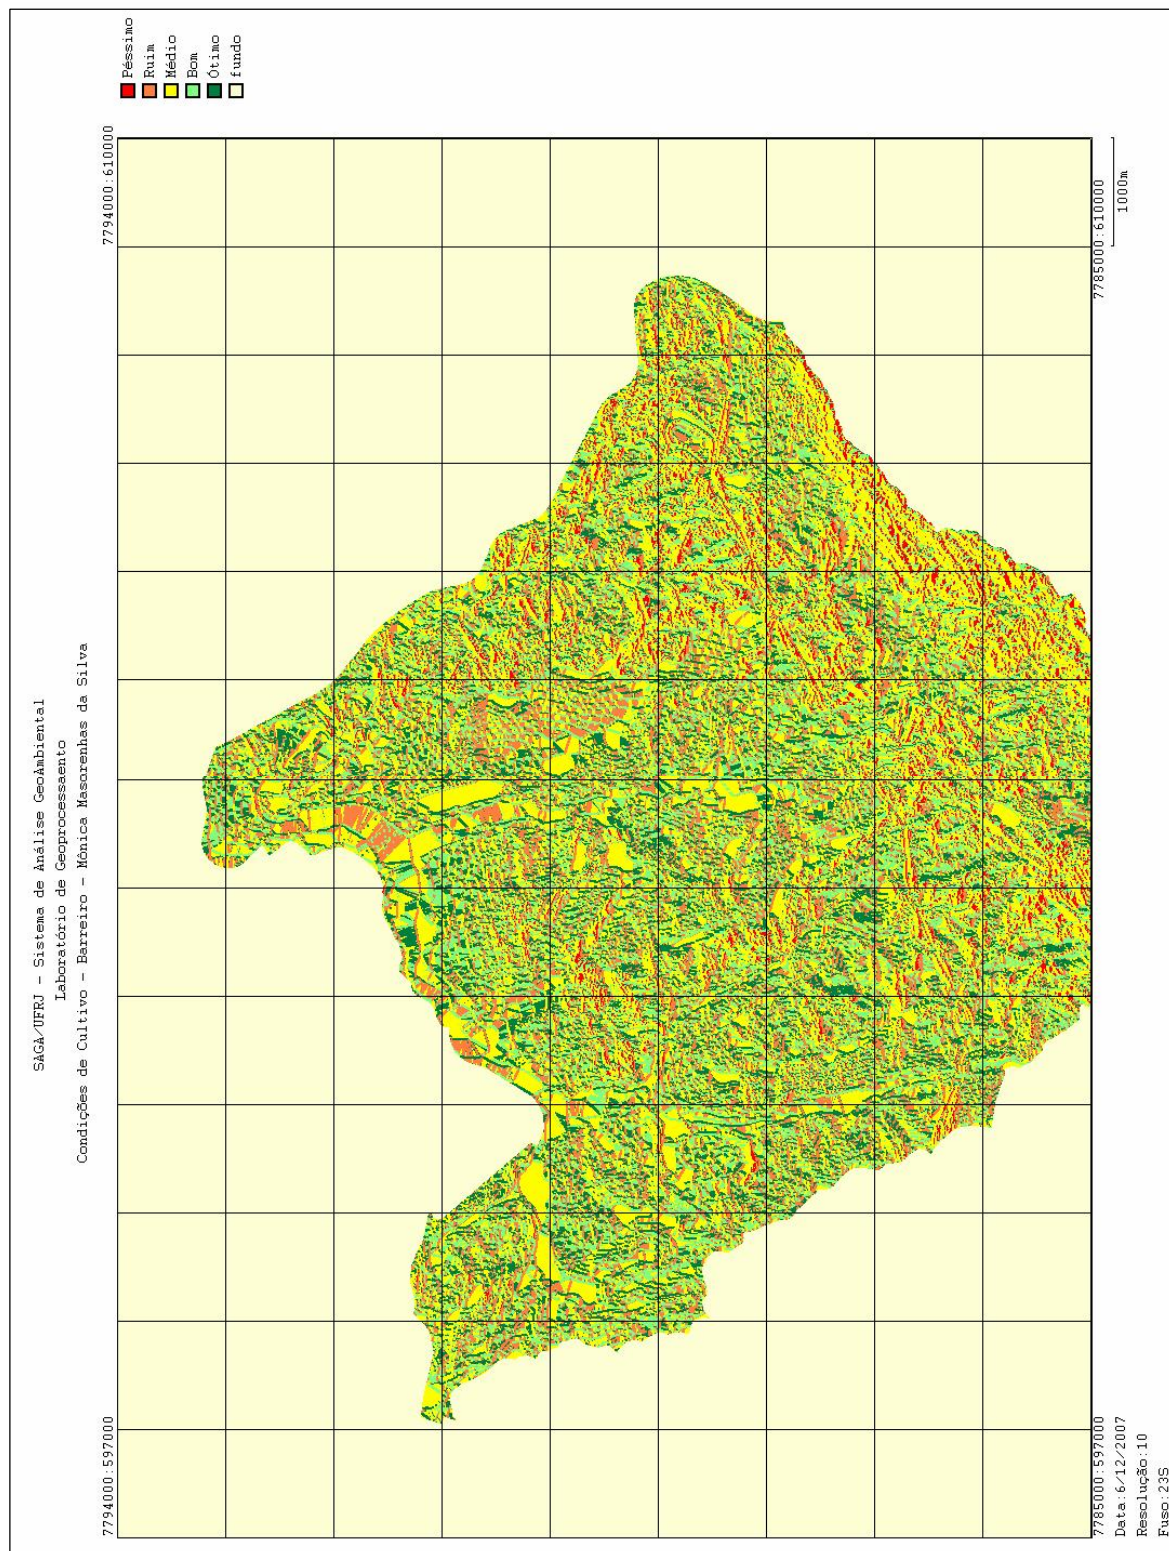 SAGA/UFRJ - Sistema de Análise GeoAmbiental
Laboratório de Geoprocessaento
Condições de Cultivo - Barreiro - Mônica Masarenhas da Silva
7794000:597000
7794000:610000
Péssimo
Ruim
Médio
Bom
Ótimo
fundo
7785000:597000
7785000:610000
Data:6/12/2007
1000m
Resolução:10
Fuso:23S